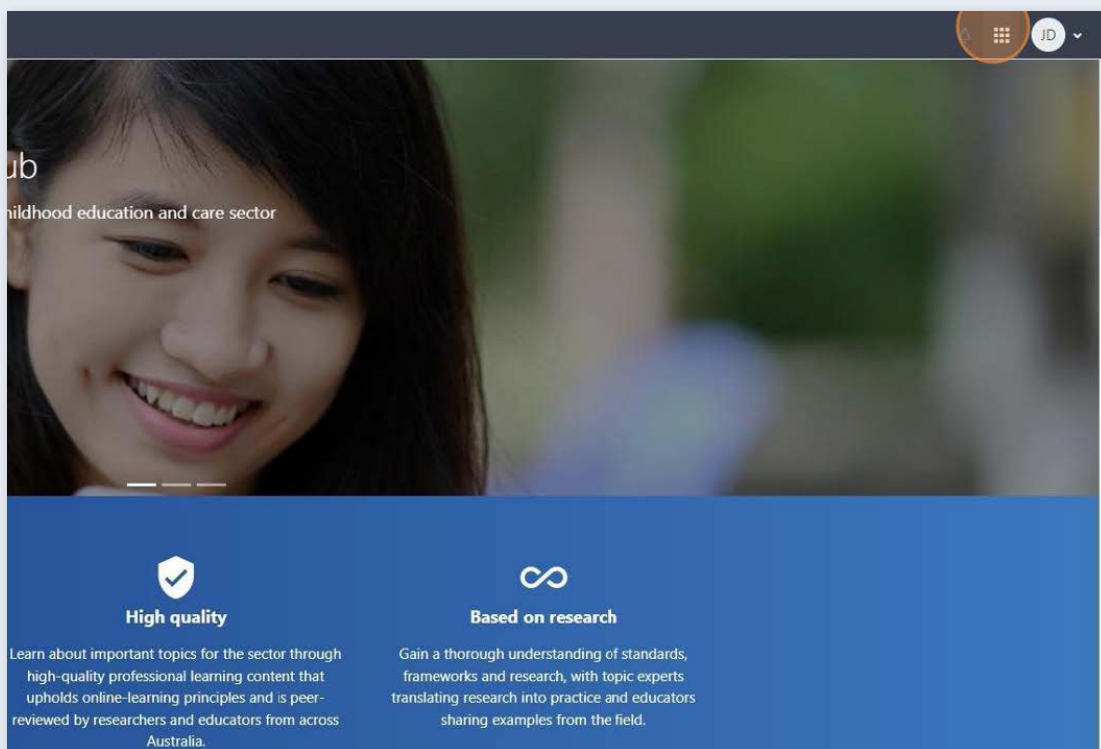 JD
ub
hildhood education and care sector
High quality
Learn about important topics for the sector through
high-quality professional learning content that
upholds online-learning principles and is peer-
reviewed by researchers and educators from across
Australia.
Based on research
Gain a thorough understanding of standards,
frameworks and research, with topic experts
translating research into practice and educators
sharing examples from the field.